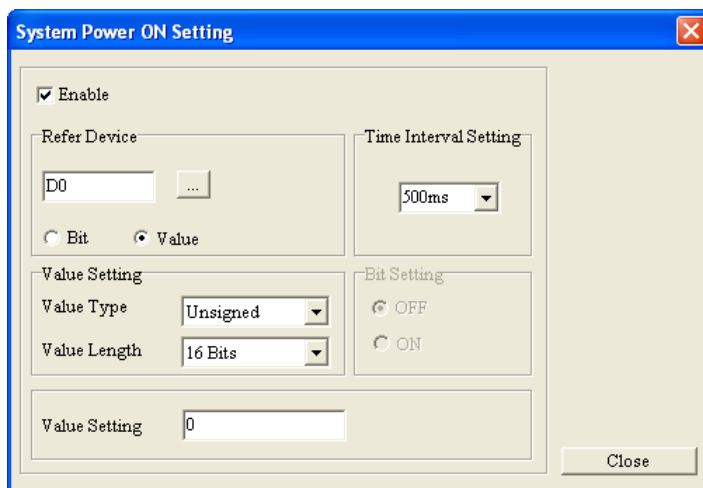 System Power ON Setting
Enable
Refer Device
Time Interval Setting
D0
...
500ms
Bit
Value
Value Setting
Bit Setting
Value Type
Unsigned
OFF
Value Length
16 Bits
ON
Value Setting
0
Close